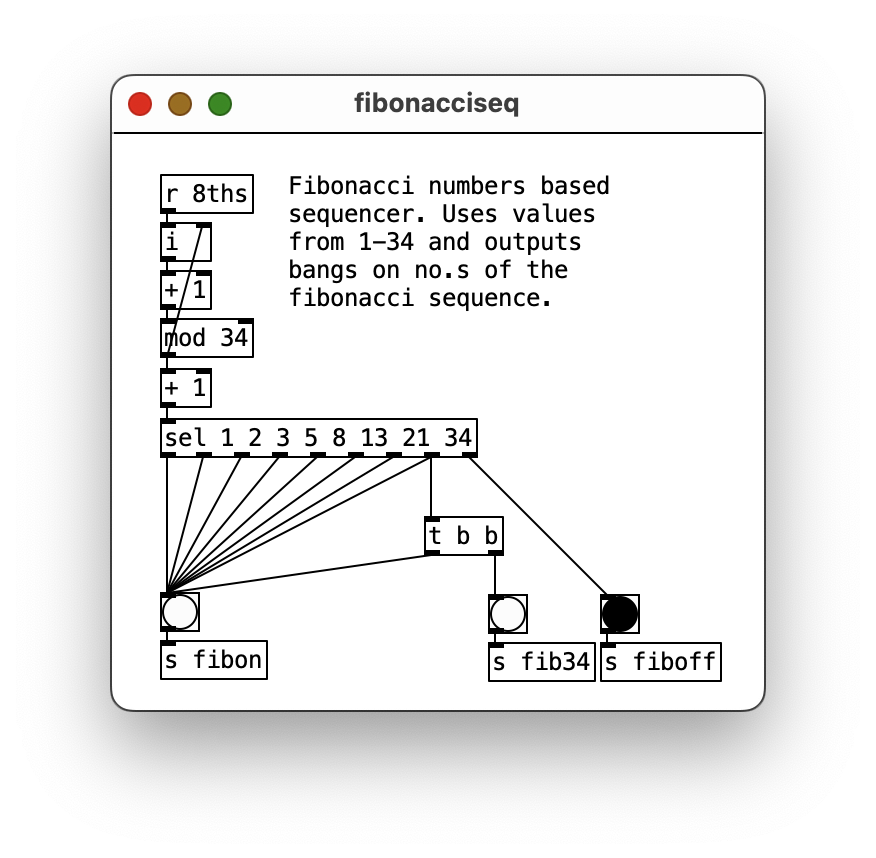 fibonacciseq
r 8ths
Fibonacci numbers based
sequencer. Uses values
from 1-34 and outputs
bangs on no.s of the
fibonacci sequence.
i
+ 1
mod 34
+ 1
sel 1 2 3 5 8 13 21 34
t b b
s fibon
s fib34
s fiboff